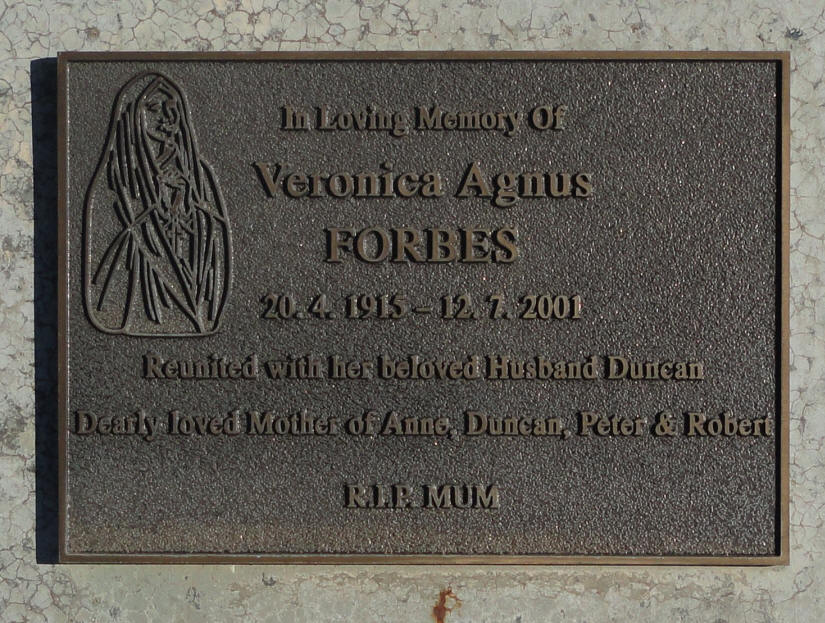 In Loving Memory Of
Veronica Agnus
FORBES
20. 4. 1915 – 12. 7. 2001
Reunited with her beloved Husband Duncan
Dearly loved Mother of Anne, Duncan, Peter & Robert
R.I.P. MUM